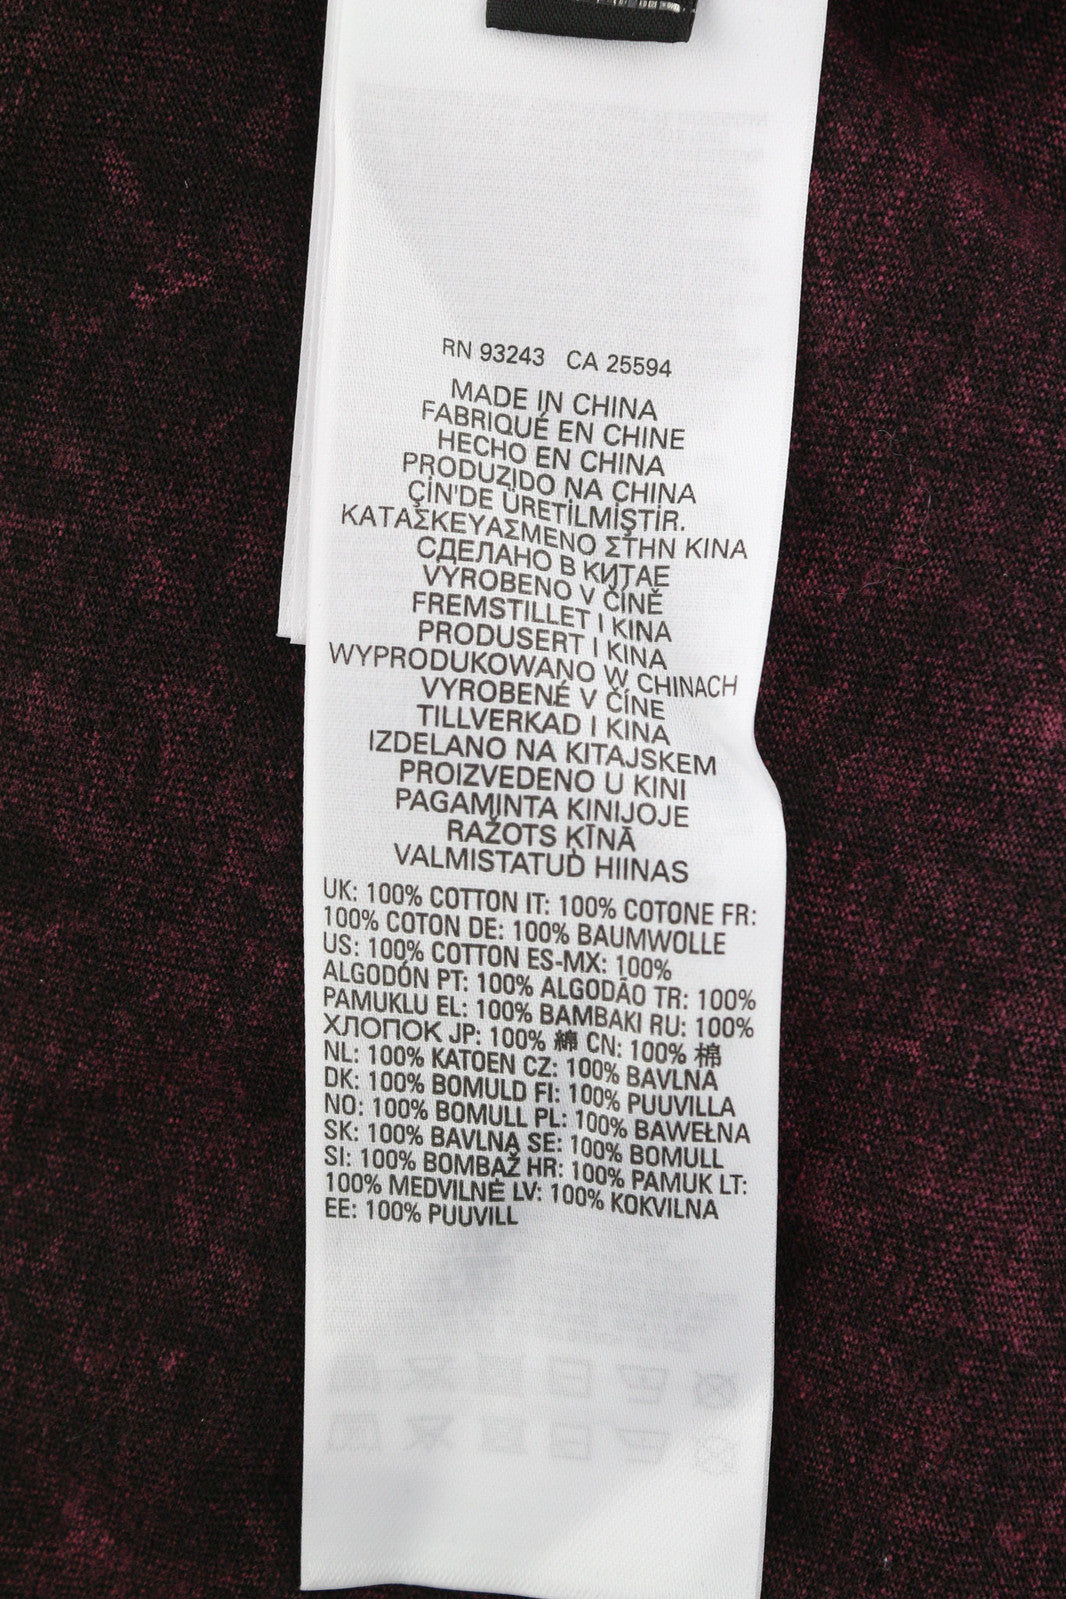 RN 93243 CA 25594
MADE IN CHINA
FABRIQUÉ EN CHINE
HECHO EN CHINA
PRODUZIDO NA CHINA
ÇİN'DE ÜRETİLMİŞTİR.
ΚΑΤΑΣΚΕΥΑΣΜΕΝΟ ΣΤΗΝ ΚΙΝΑ
СДЕЛАНО В КИТАЕ
VYROBENO V ČÍNĚ
FREMSTILLET I KINA
PRODUSERT I KINA
WYPRODUKOWANO W CHINACH
VYROBENÉ V ČÍNE
TILLVERKAD I KINA
IZDELANO NA KITAJSKEM
PROIZVEDENO U KINI
PAGAMINTA KINIJOJE
RAŽOTS ĶĪNĀ
VALMISTATUD HIINAS
UK: 100% COTTON IT: 100% COTONE FR:
100% COTON DE: 100% BAUMWOLLE
US: 100% COTTON ES-MX: 100%
ALGODÓN PT: 100% ALGODÃO TR: 100%
PAMUKLU EL: 100% ΒΑΜΒΑΚΙ RU: 100%
ХЛОПОК JP: 100% 綿 CN: 100% 棉
NL: 100% KATOEN CZ: 100% BAVLNA
DK: 100% BOMULD FI: 100% PUUVILLA
NO: 100% BOMULL PL: 100% BAWEŁNA
SK: 100% BAVLNA SE: 100% BOMULL
SI: 100% BOMBAŽ HR: 100% PAMUK LT:
100% MEDVILNĖ LV: 100% KOKVILNA
EE: 100% PUUVILL